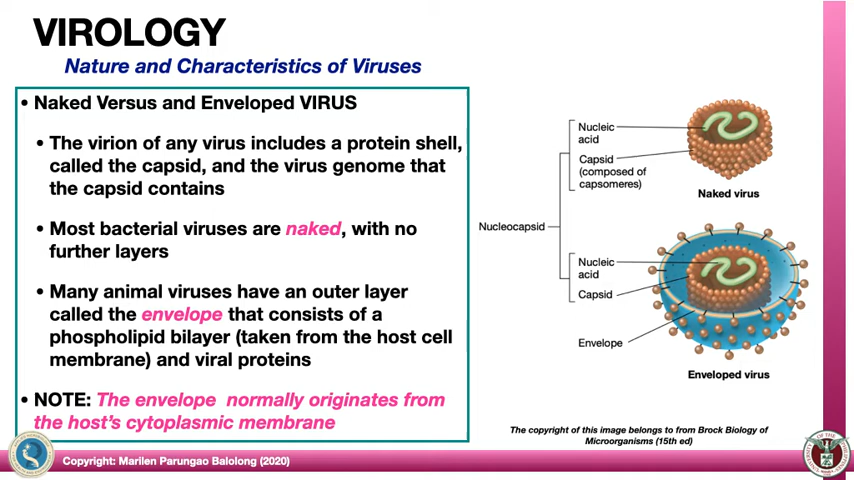 VIROLOGY
Nature and Characteristics of Viruses
• Naked Versus and Enveloped VIRUS
• The virion of any virus includes a protein shell,
called the capsid, and the virus genome that
the capsid contains
• Most bacterial viruses are naked, with no
further layers
• Many animal viruses have an outer layer
called the envelope that consists of a
phospholipid bilayer (taken from the host cell
membrane) and viral proteins
• NOTE: The envelope normally originates from
the host's cytoplasmic membrane
Nucleic
acid
Capsid
(composed of
capsomeres)
Naked virus
Nucleocapsid
Nucleic
acid
Capsid
Envelope
Enveloped virus
The copyright of this image belongs to from Brock Biology of
Microorganisms (15th ed)
Copyright: Marilen Parungao Balolong (2020)